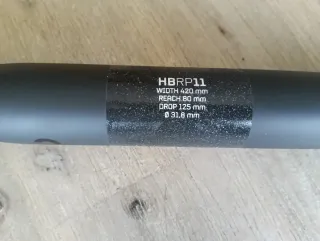 HBRP11
WIDTH 420 mm
REACH 80 mm
DROP 125 mm
Ø 31.8 mm